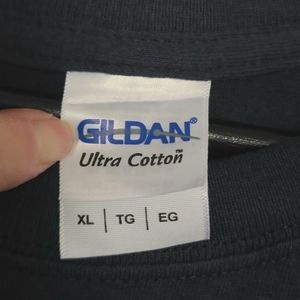 GILDAN®
Ultra Cotton™
XL | TG | EG